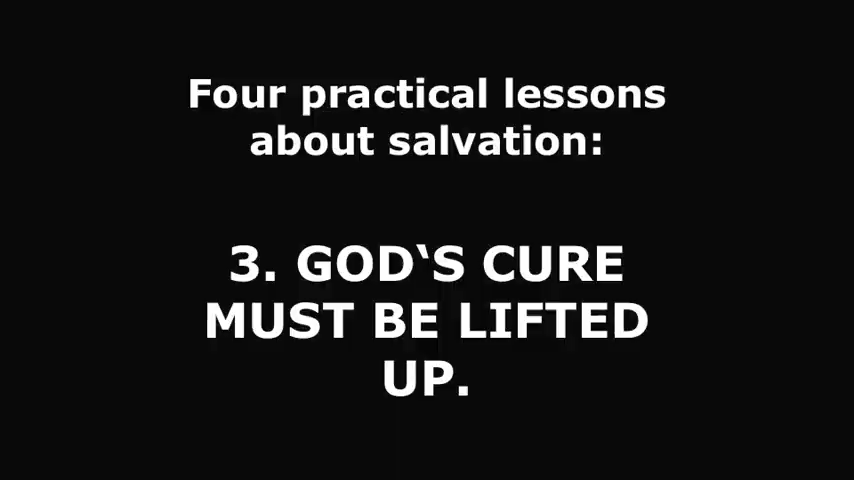 Four practical lessons
about salvation:
3. GOD‘S CURE
MUST BE LIFTED
UP.